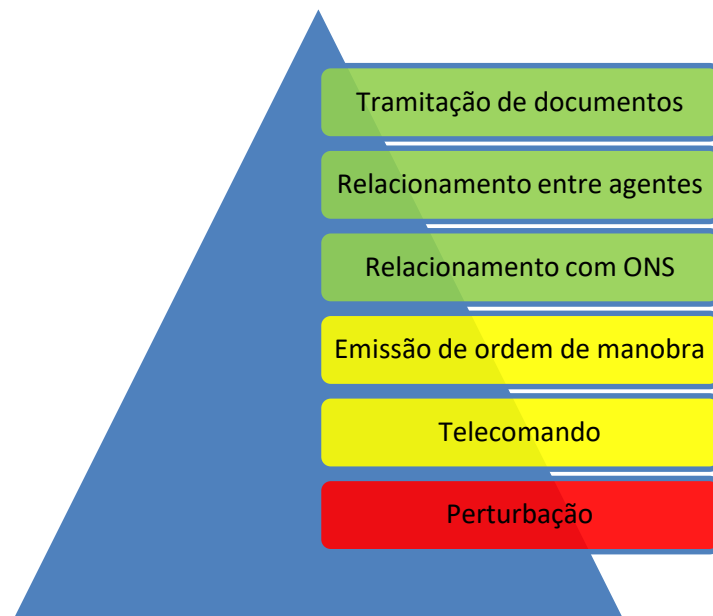 Tramitação de documentos
Relacionamento entre agentes
Relacionamento com ONS
Emissão de ordem de manobra
Telecomando
Perturbação